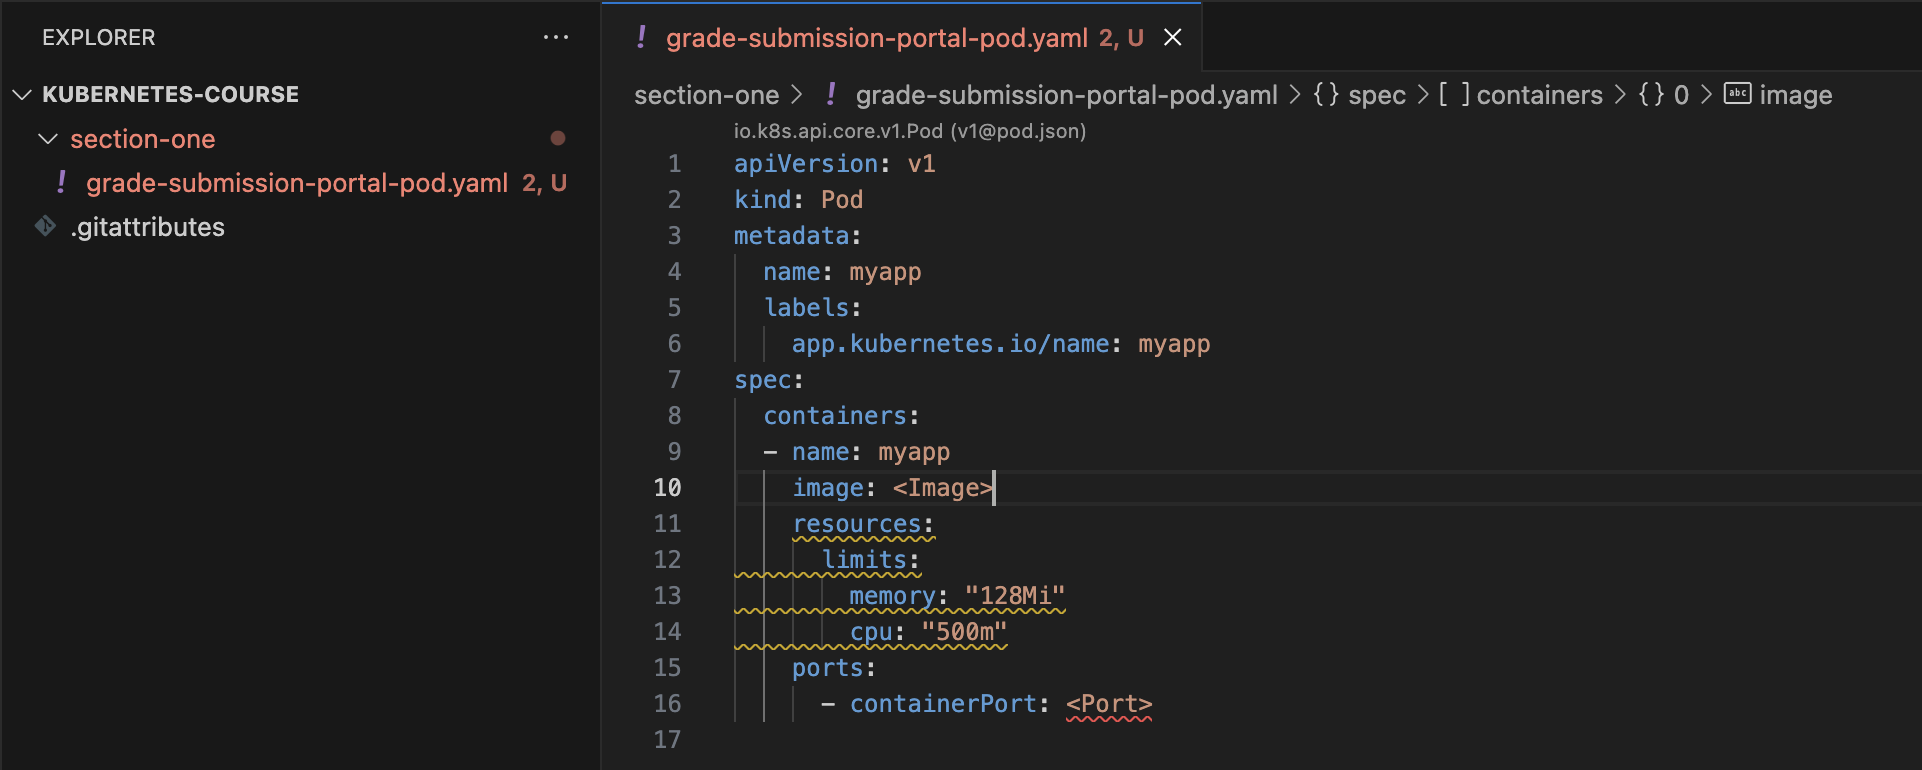 EXPLORER ...
KUBERNETES-COURSE
section-one
! grade-submission-portal-pod.yaml 2, U
.gitattributes
! grade-submission-portal-pod.yaml 2, U ×
section-one > ! grade-submission-portal-pod.yaml > {} spec > [ ] containers > {} 0 > abc image
io.k8s.api.core.v1.Pod (v1@pod.json)
1 apiVersion: v1
2 kind: Pod
3 metadata:
4   name: myapp
5   labels:
6     app.kubernetes.io/name: myapp
7 spec:
8   containers:
9   - name: myapp
10     image: <Image>
11     resources:
12       limits:
13         memory: "128Mi"
14         cpu: "500m"
15     ports:
16       - containerPort: <Port>
17